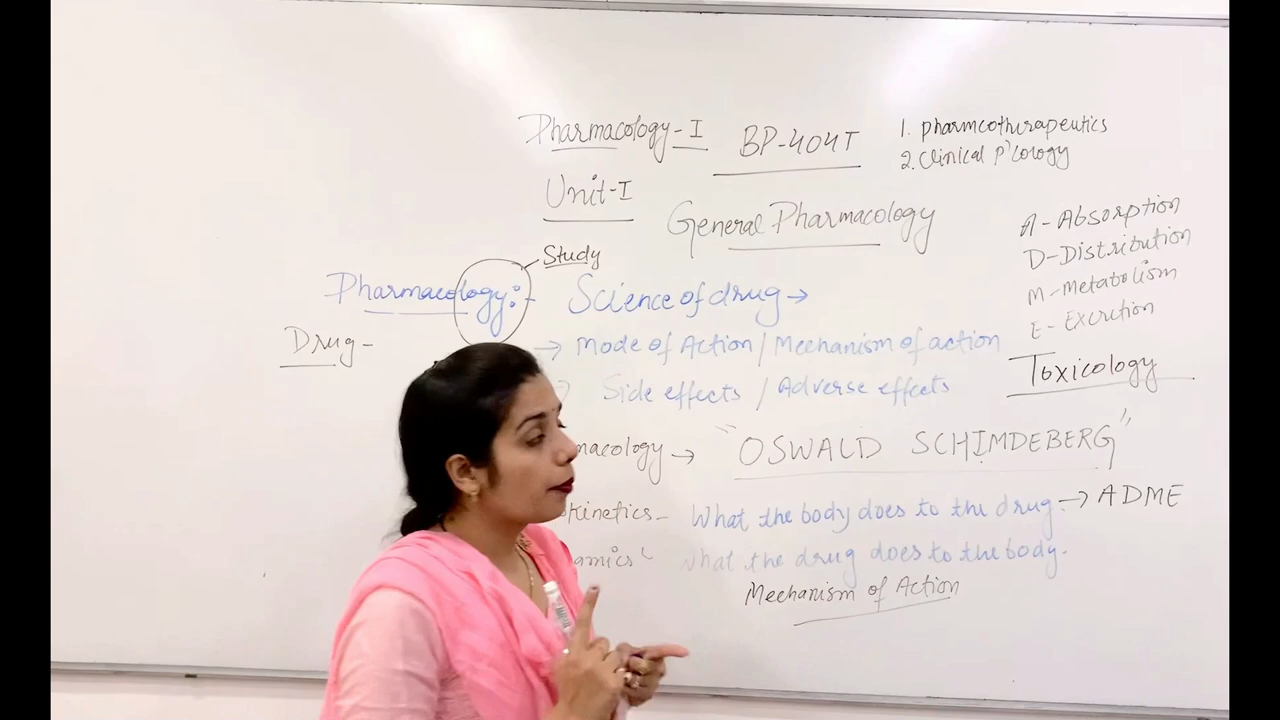 Pharmacology-I BP-404T
1. pharmcotherapeutics
2. Clinical p'cology
Unit-I
General Pharmacology
Study
Pharmacology:- Science of drug →
Drug-
→ Mode of Action / Mechanism of action
Side effects / Adverse effects
macology → "OSWALD SCHIMDEBERG"
kinetics- What the body does to the drug. → ADME
amics what the drug does to the body.
Mechanism of Action
A-Absorption
D-Distribution
M-Metabolism
E-Excretion
Toxicology